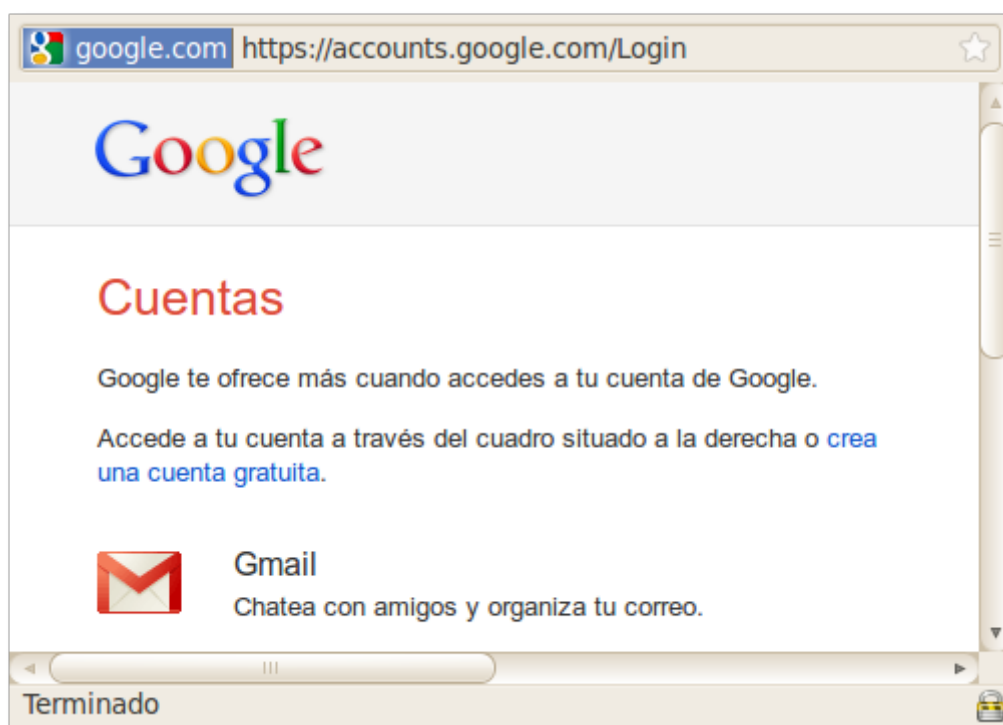 google.com https://accounts.google.com/Login
Google
Cuentas
Google te ofrece más cuando accedes a tu cuenta de Google.
Accede a tu cuenta a través del cuadro situado a la derecha o crea
una cuenta gratuita.
Gmail
Chatea con amigos y organiza tu correo.
Terminado